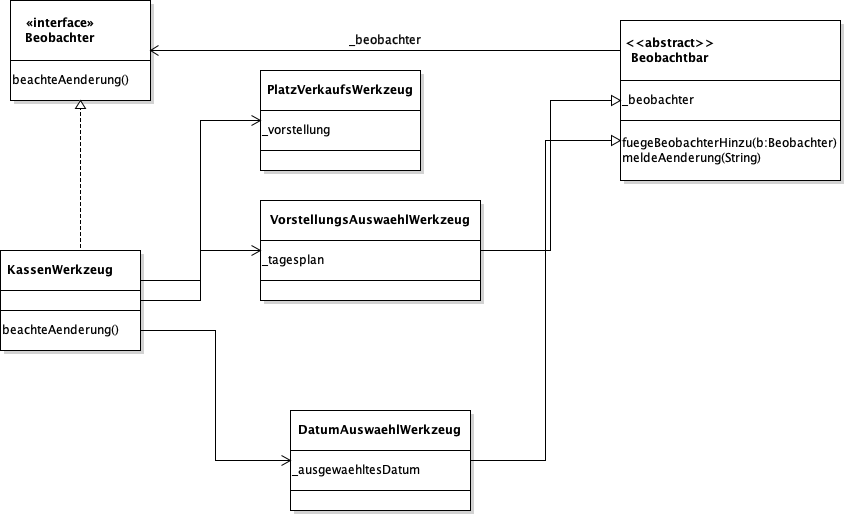 «interface»
Beobachter
beachteAenderung()
_beobachter
<<abstract>>
Beobachtbar
_beobachter
fuegeBeobachterHinzu(b:Beobachter)
meldeAenderung(String)
PlatzVerkaufsWerkzeug
_vorstellung
VorstellungsAuswaehlWerkzeug
_tagesplan
KassenWerkzeug
beachteAenderung()
DatumAuswaehlWerkzeug
_ausgewaehltesDatum